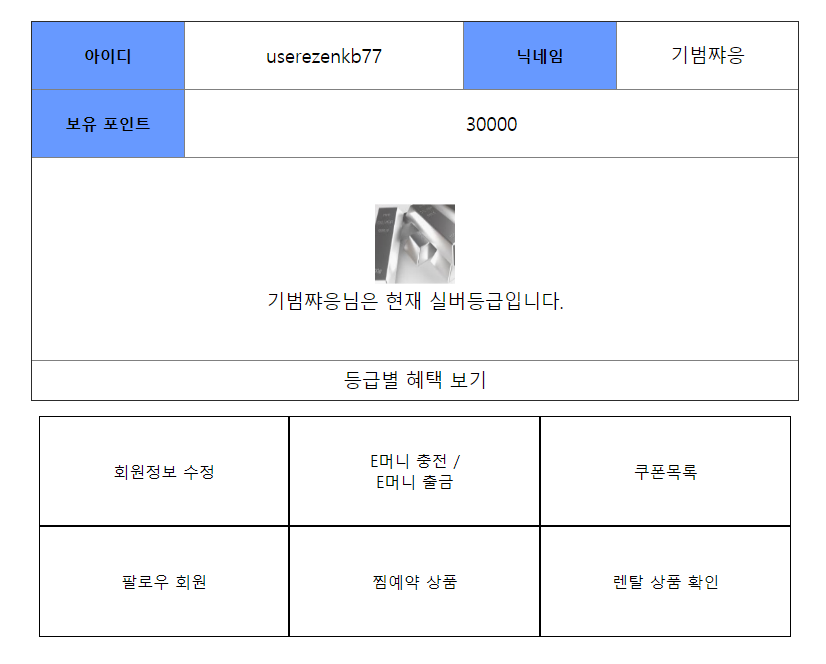 아이디 userezenkb77 닉네임 기범쨔응
보유 포인트 30000
기범쨔응님은 현재 실버등급입니다.
등급별 혜택 보기
회원정보 수정
E머니 충전 /
E머니 출금
쿠폰목록
팔로우 회원
찜예약 상품
렌탈 상품 확인